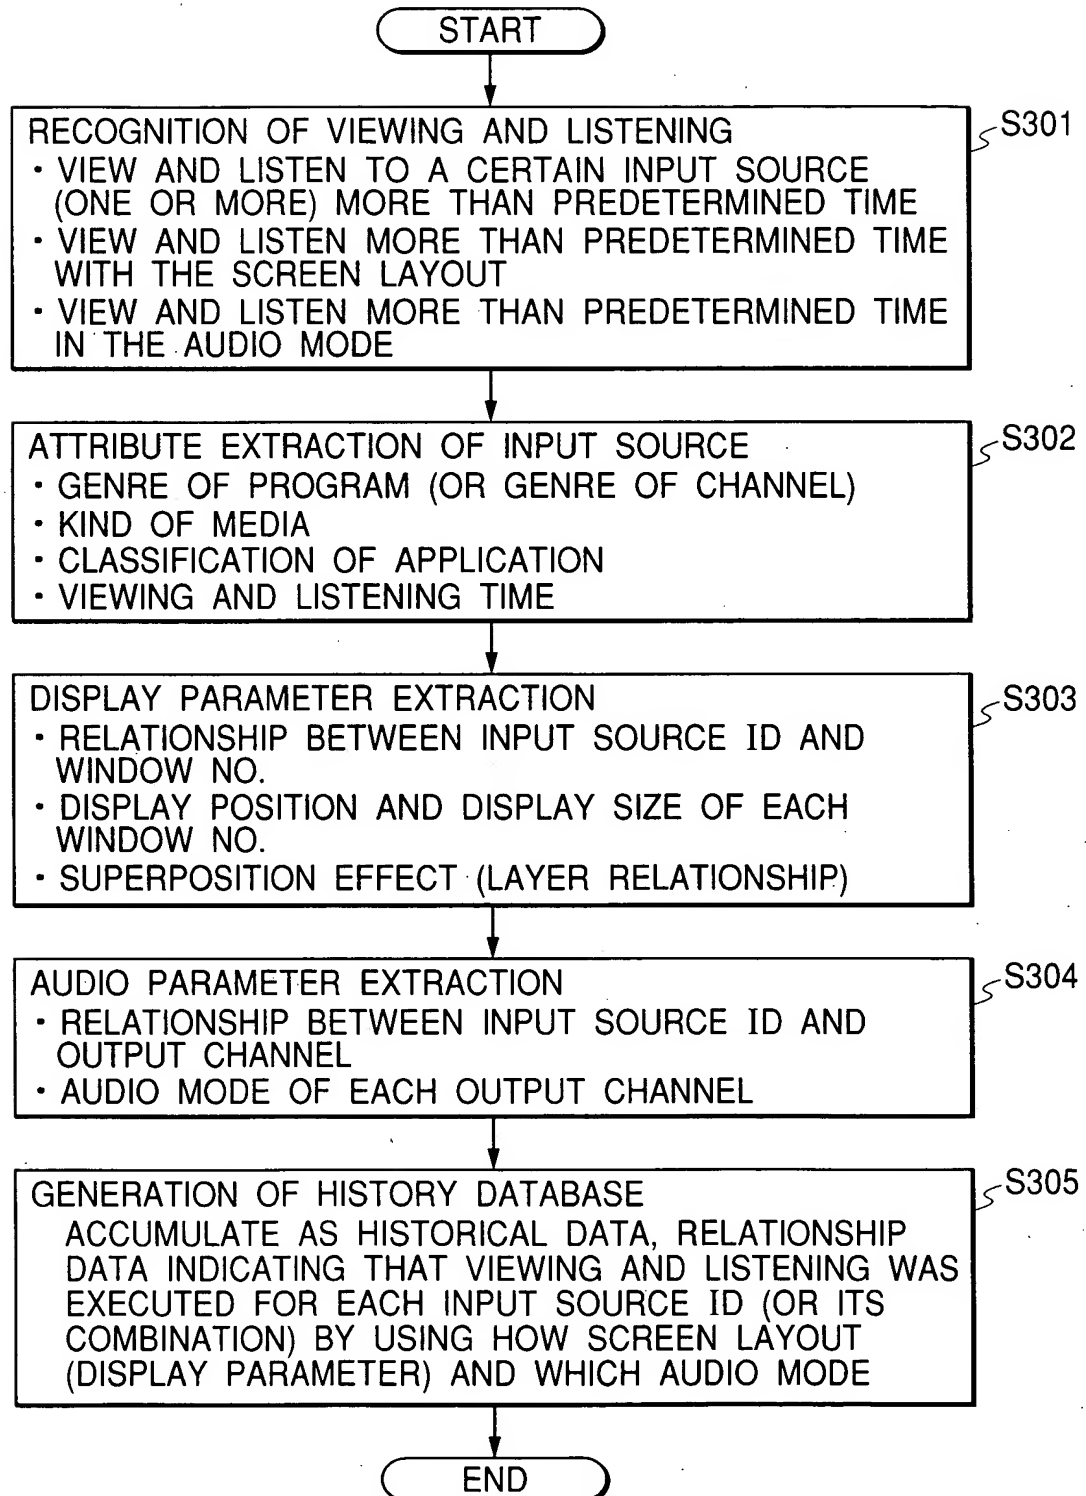 START
RECOGNITION OF VIEWING AND LISTENING
S301
· VIEW AND LISTEN TO A CERTAIN INPUT SOURCE
(ONE OR MORE) MORE THAN PREDETERMINED TIME
· VIEW AND LISTEN MORE THAN PREDETERMINED TIME
WITH THE SCREEN LAYOUT
· VIEW AND LISTEN MORE THAN PREDETERMINED TIME
IN THE AUDIO MODE
ATTRIBUTE EXTRACTION OF INPUT SOURCE
S302
· GENRE OF PROGRAM (OR GENRE OF CHANNEL)
· KIND OF MEDIA
· CLASSIFICATION OF APPLICATION
· VIEWING AND LISTENING TIME
DISPLAY PARAMETER EXTRACTION
S303
· RELATIONSHIP BETWEEN INPUT SOURCE ID AND
WINDOW NO.
· DISPLAY POSITION AND DISPLAY SIZE OF EACH
WINDOW NO.
· SUPERPOSITION EFFECT (LAYER RELATIONSHIP)
AUDIO PARAMETER EXTRACTION
S304
· RELATIONSHIP BETWEEN INPUT SOURCE ID AND
OUTPUT CHANNEL
· AUDIO MODE OF EACH OUTPUT CHANNEL
GENERATION OF HISTORY DATABASE
S305
ACCUMULATE AS HISTORICAL DATA, RELATIONSHIP
DATA INDICATING THAT VIEWING AND LISTENING WAS
EXECUTED FOR EACH INPUT SOURCE ID (OR ITS
COMBINATION) BY USING HOW SCREEN LAYOUT
(DISPLAY PARAMETER) AND WHICH AUDIO MODE
END